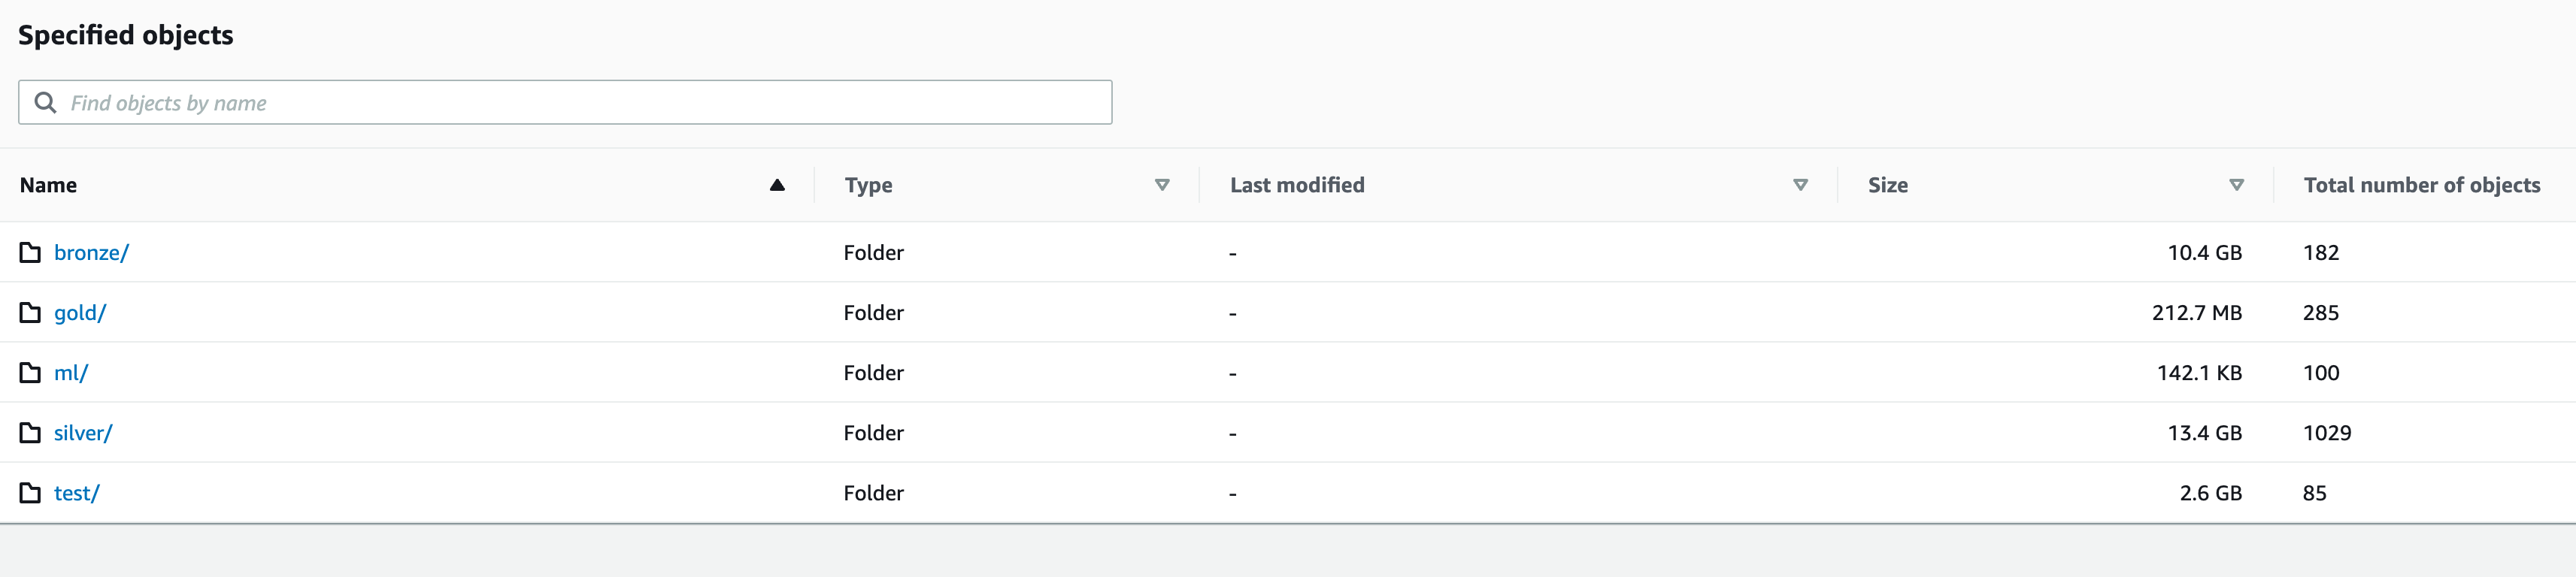 Specified objects
Find objects by name
Name Type Last modified Size Total number of objects
bronze/ Folder - 10.4 GB 182
gold/ Folder - 212.7 MB 285
ml/ Folder - 142.1 KB 100
silver/ Folder - 13.4 GB 1029
test/ Folder - 2.6 GB 85